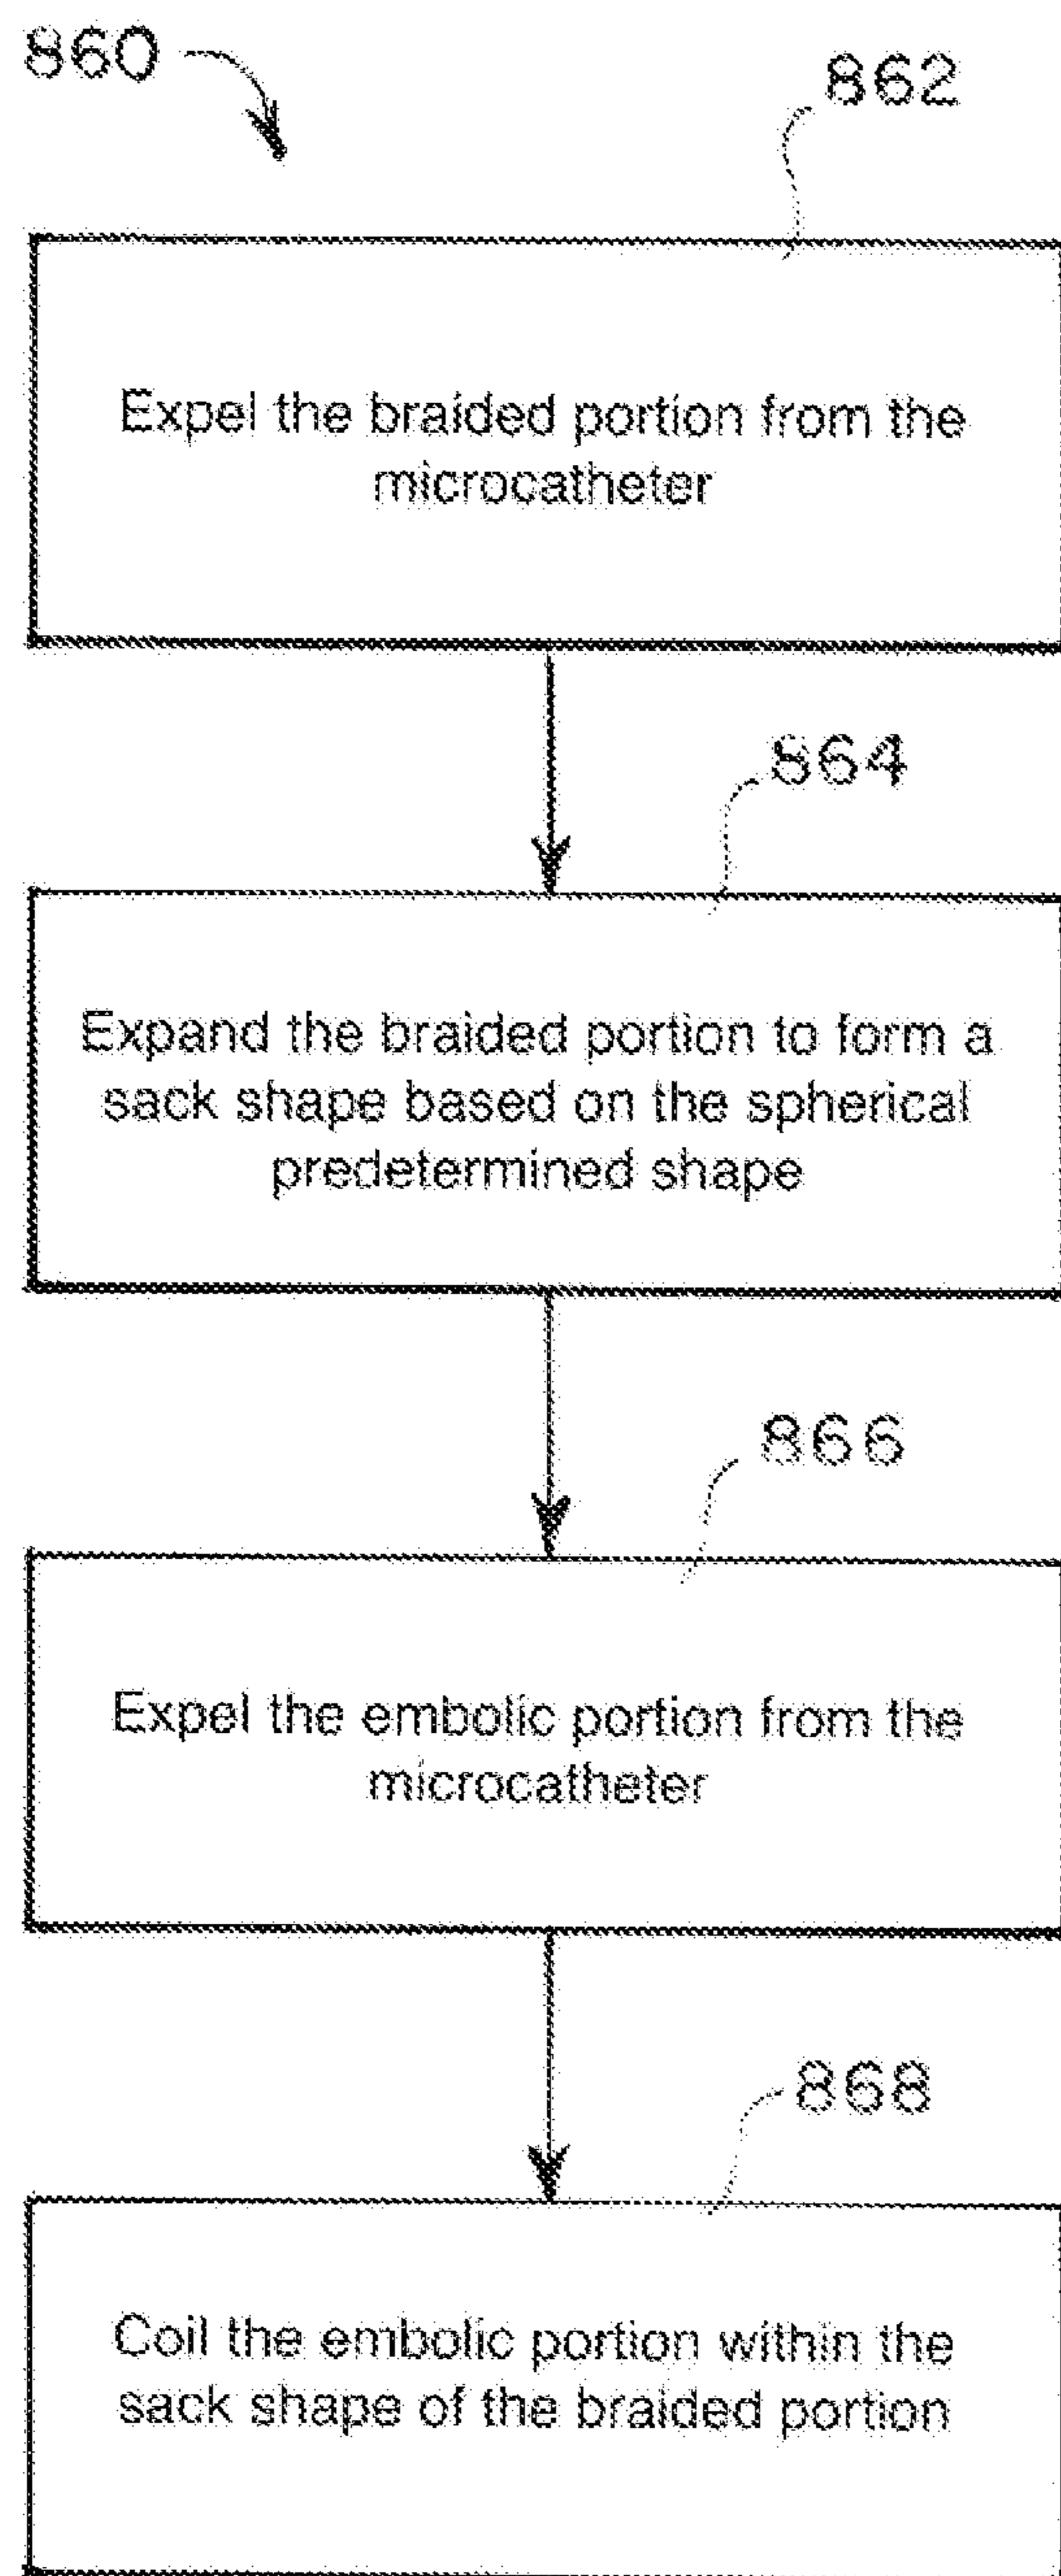 860
862
Expel the braided portion from the
microcatheter
864
Expand the braided portion to form a
sack shape based on the spherical
predetermined shape
866
Expel the embolic portion from the
microcatheter
868
Coil the embolic portion within the
sack shape of the braided portion